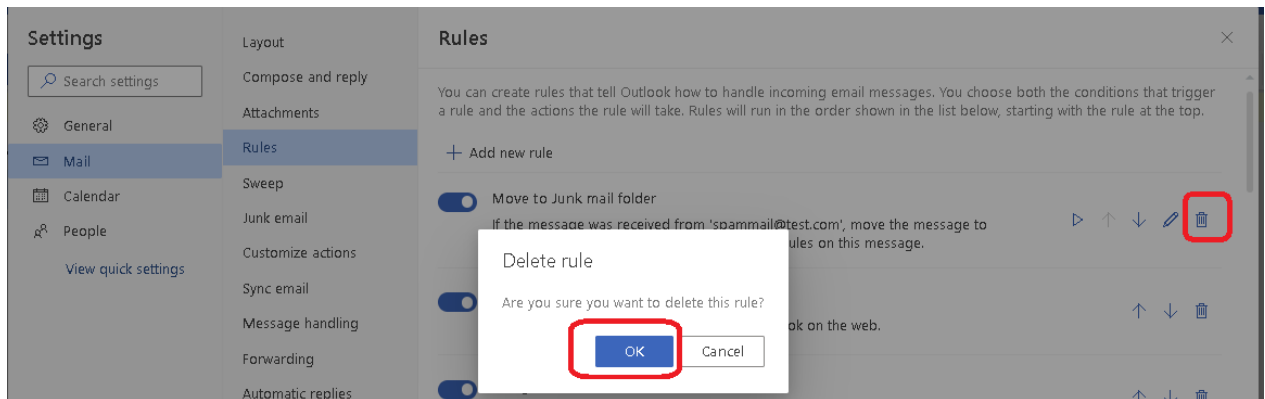 Settings
Search settings
General
Mail
Calendar
People
View quick settings
Layout
Compose and reply
Attachments
Rules
Sweep
Junk email
Customize actions
Sync email
Message handling
Forwarding
Automatic replies
Rules
You can create rules that tell Outlook how to handle incoming email messages. You choose both the conditions that trigger
a rule and the actions the rule will take. Rules will run in the order shown in the list below, starting with the rule at the top.
Add new rule
Move to Junk mail folder
If the message was received from 'spammail@test.com', move the message to
ules on this message.
ok on the web.
Delete rule
Are you sure you want to delete this rule?
OK
Cancel